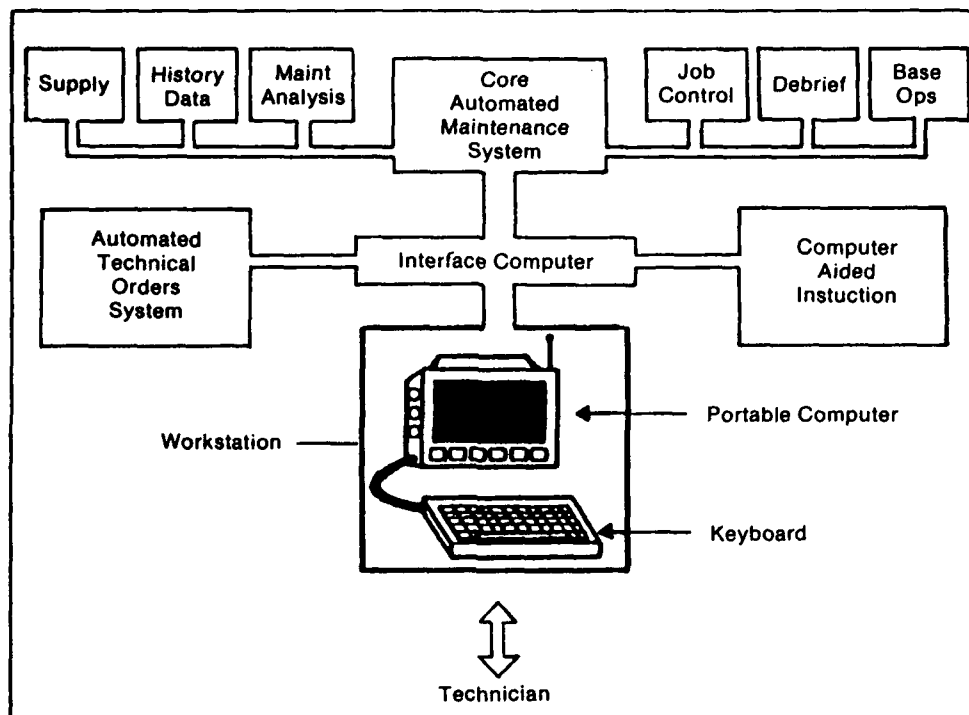 Supply
History
Data
Maint
Analysis
Core
Automated
Maintenance
System
Job
Control
Debrief
Base
Ops
Automated
Technical
Orders
System
Interface Computer
Computer
Aided
Instuction
Workstation
Portable Computer
Keyboard
Technician